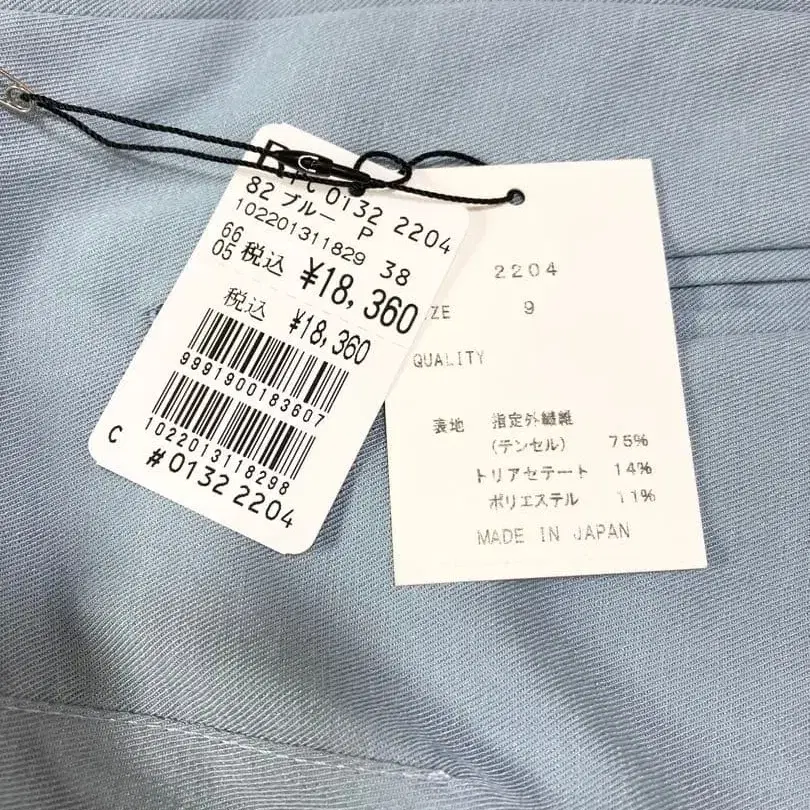 0132 2204
82 ブルー P
102201311829 38
66
05 税込 ¥18,360
税込 ¥18,360
9991900183607
1022013118298
C #0132 2204
2204
ZE 9
QUALITY
表地 指定外繊維
(テンセル) 75%
トリアセテート 14%
ポリエステル 11%
MADE IN JAPAN